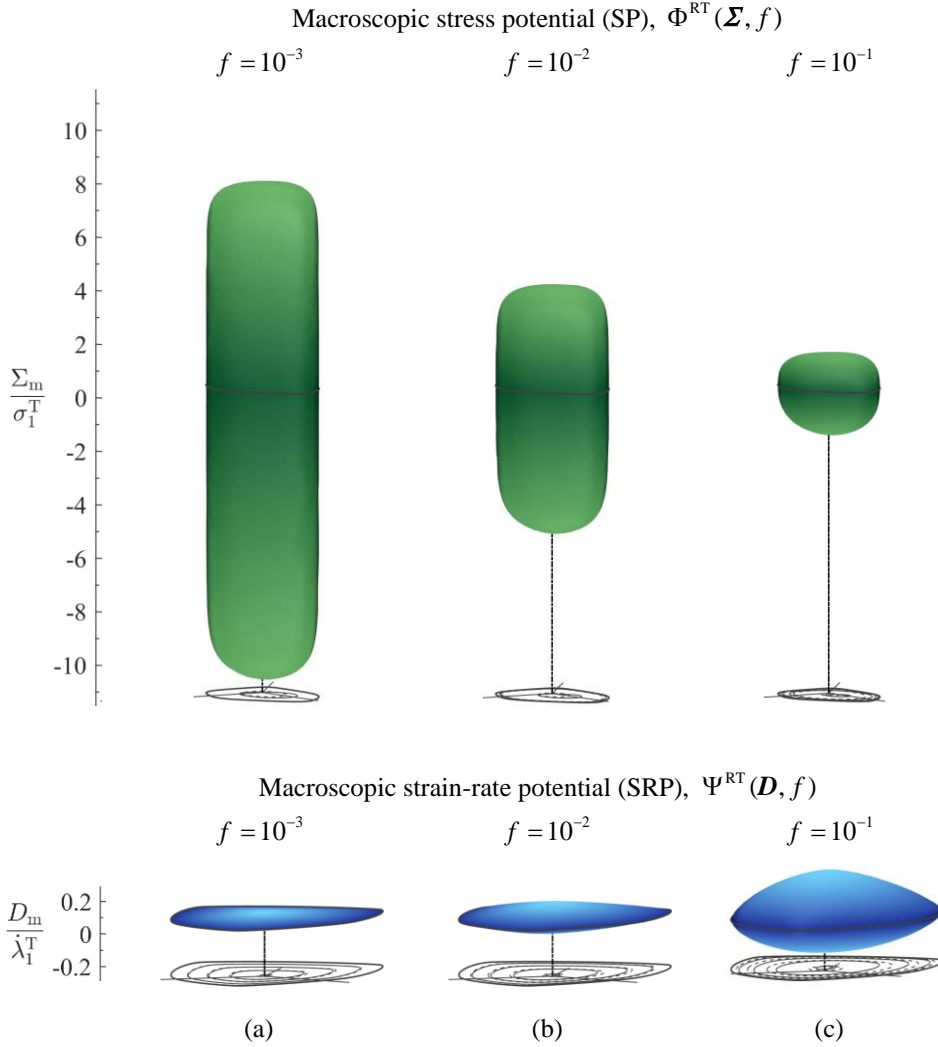 Macroscopic stress potential (SP), Φ^RT (Σ, f)
f = 10^-3
f = 10^-2
f = 10^-1
10
8
6
4
2
0
-2
-4
-6
-8
-10
Σ_m / σ_1^T
Macroscopic strain-rate potential (SRP), Ψ^RT (D, f)
f = 10^-3
f = 10^-2
f = 10^-1
0.2
0
-0.2
D_m / λ̇_1^T
(a)
(b)
(c)